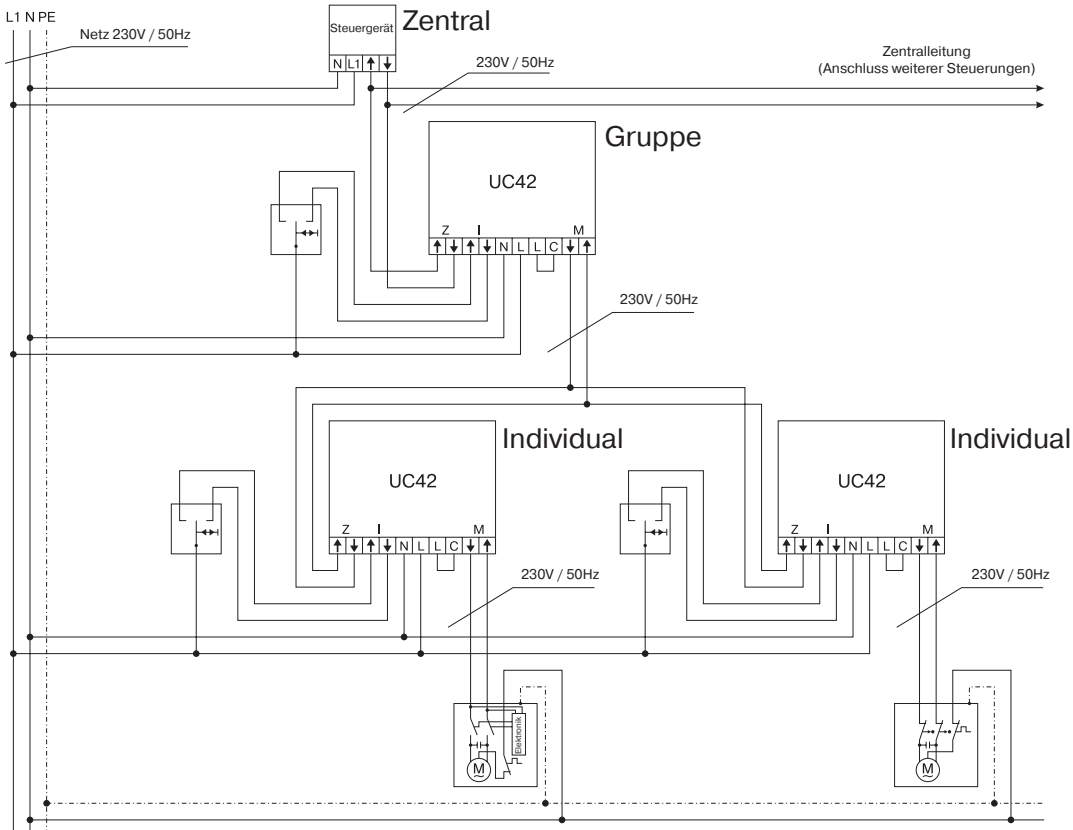 L1 N PE
Netz 230V / 50Hz
Steuergerät
Zentral
N L1
230V / 50Hz
Zentralleitung
(Anschluss weiterer Steuerungen)
Gruppe
UC42
Z I M
N L L C
230V / 50Hz
Individual
UC42
Z I M
N L L C
Individual
UC42
Z I M
N L L C
230V / 50Hz
230V / 50Hz
Elektronik
M
M